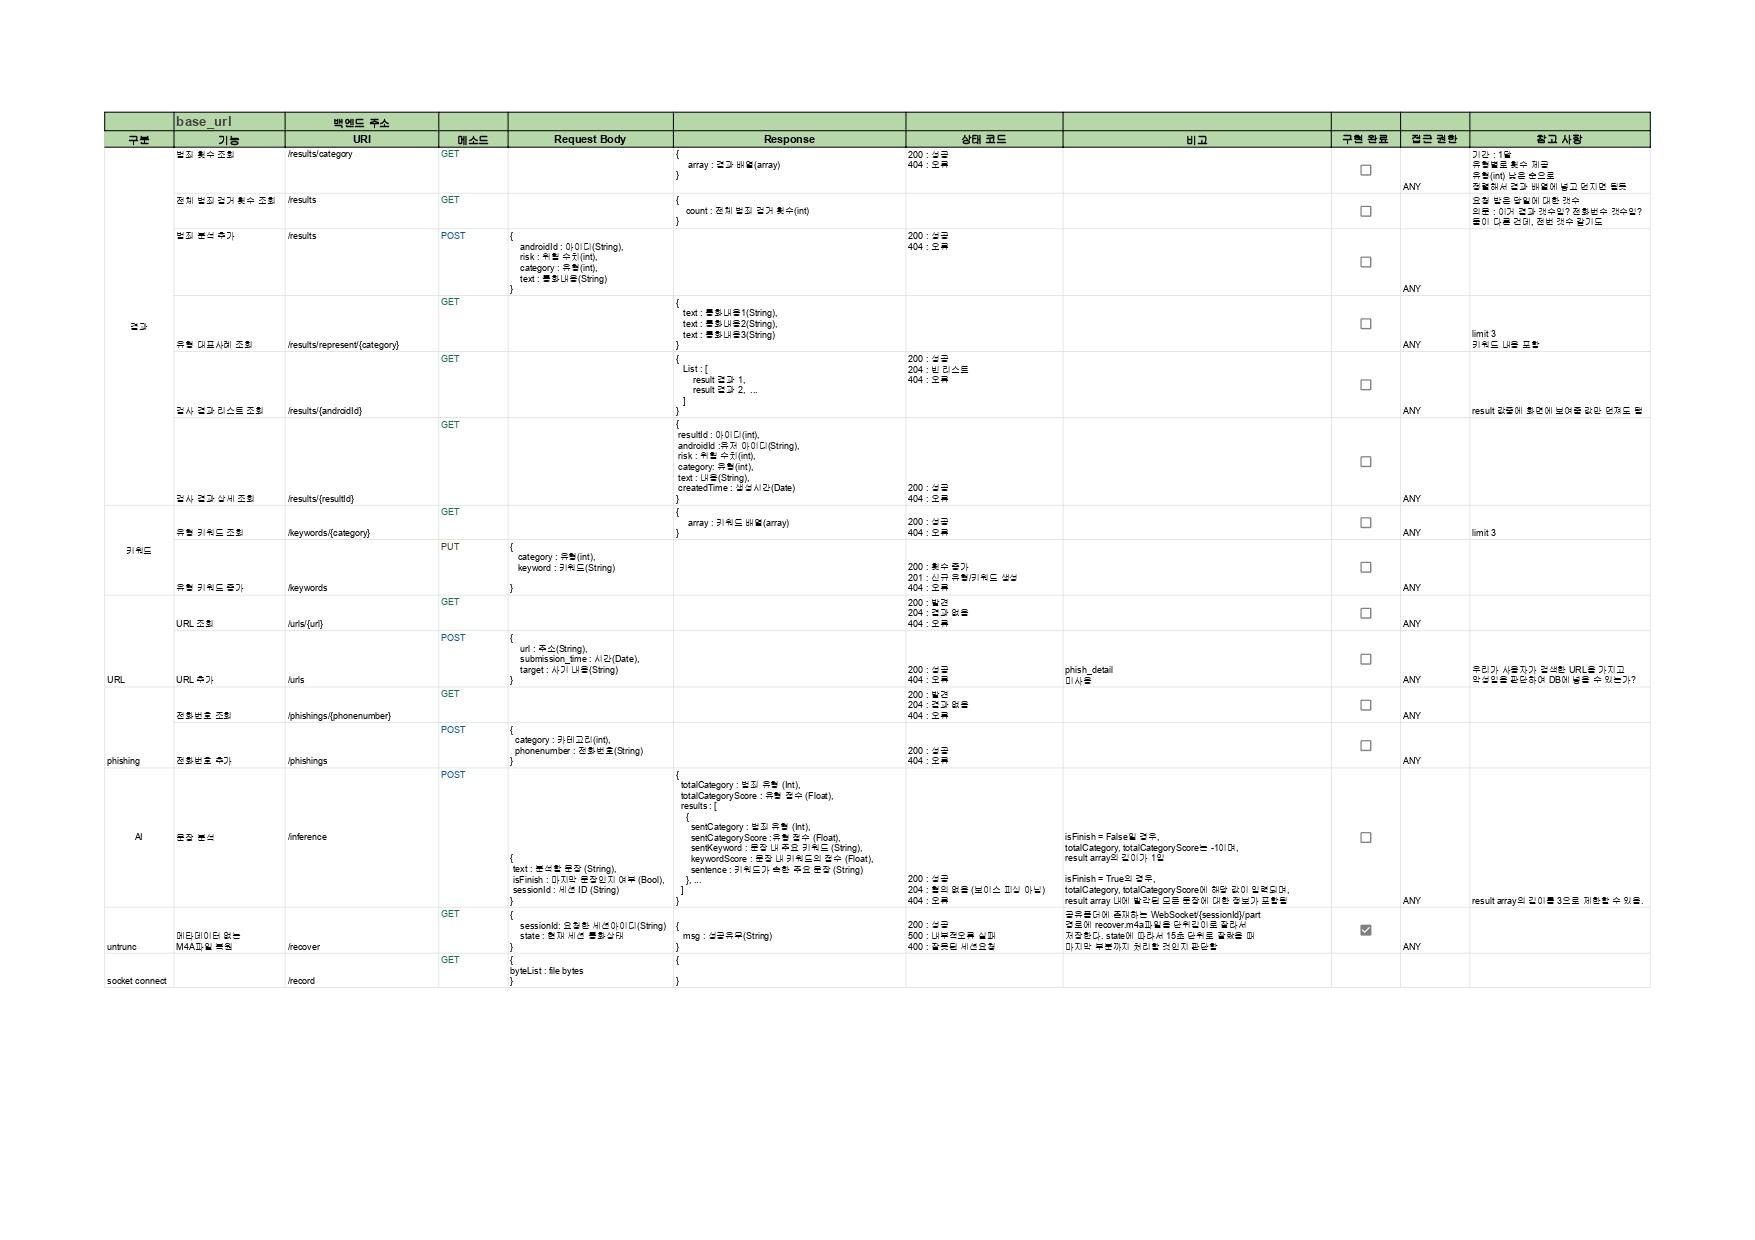 base_url 백엔드 주소
구분 기능 URI 메소드 Request Body Response 상태 코드 비고 구현 완료 접근 권한 참고 사항
결과
범죄 횟수 조회 /results/category GET
{
array : 결과 배열(array)
}
200 : 성공
404 : 오류
ANY
기간 : 1달
유형별로 횟수 제공
유형(int) 낮은 순으로
정렬해서 결과 배열에 넣고 던지면 될듯
전체 범죄 검거 횟수 조회 /results GET
{
count : 전체 범죄 검거 횟수(int)
}
요청 받은 당일에 대한 갯수
의문 : 이거 결과 갯수임? 전화번호 갯수임?
둘이 다른 건데, 전번 갯수 같기도
범죄 분석 추가 /results POST
{
androidId : 아이디(String),
risk : 위험 수치(int),
category : 유형(int),
text : 통화내용(String)
}
200 : 성공
404 : 오류
ANY
유형 대표사례 조회 /results/represent/{category} GET
{
text : 통화내용1(String),
text : 통화내용2(String),
text : 통화내용3(String)
}
ANY
limit 3
키워드 내용 포함
검사 결과 리스트 조회 /results/{androidId} GET
{
List : [
result 결과 1,
result 결과 2, ...
]
}
200 : 성공
204 : 빈 리스트
404 : 오류
ANY
result 값중에 화면에 보여줄 값만 던져도 됨
검사 결과 상세 조회 /results/{resultId} GET
{
resultId : 아이디(int),
androidId :유저 아이디(String),
risk : 위험 수치(int),
category: 유형(int),
text : 내용(String),
createdTime : 생성시간(Date)
}
200 : 성공
404 : 오류
ANY
키워드
유형 키워드 조회 /keywords/{category} GET
{
array : 키워드 배열(array)
}
200 : 성공
404 : 오류
ANY
limit 3
유형 키워드 증가 /keywords PUT
{
category : 유형(int),
keyword : 키워드(String)
}
200 : 횟수 증가
201 : 신규 유형/키워드 생성
404 : 오류
ANY
URL
URL 조회 /urls/{url} GET
200 : 발견
204 : 결과 없음
404 : 오류
ANY
URL 추가 /urls POST
{
url : 주소(String),
submission_time : 시간(Date),
target : 사기 내용(String)
}
200 : 성공
404 : 오류
phish_detail
미사용
ANY
우리가 사용자가 검색한 URL을 가지고
악성임을 판단하여 DB에 넣을 수 있는가?
phishing
전화번호 조회 /phishings/{phonenumber} GET
200 : 발견
204 : 결과 없음
404 : 오류
ANY
전화번호 추가 /phishings POST
{
category : 카테고리(int),
phonenumber : 전화번호(String)
}
200 : 성공
404 : 오류
ANY
AI 문장 분석 /inference POST
{
text : 분석할 문장 (String),
isFinish : 마지막 문장인지 여부 (Bool),
sessionId : 세션 ID (String)
}
{
totalCategory : 범죄 유형 (Int),
totalCategoryScore : 유형 점수 (Float),
results : [
{
sentCategory : 범죄 유형 (Int),
sentCategoryScore :유형 점수 (Float),
sentKeyword : 문장 내 주요 키워드 (String),
keywordScore : 문장 내 키워드의 점수 (Float),
sentence : 키워드가 속한 주요 문장 (String)
}, ...
]
}
200 : 성공
204 : 혐의 없음 (보이스 피싱 아님)
404 : 오류
isFinish = False일 경우,
totalCategory, totalCategoryScore는 -1이며,
result array의 길이가 1임
isFinish = True의 경우,
totalCategory, totalCategoryScore에 해당 값이 입력되며,
result array 내에 발각된 모든 문장에 대한 정보가 포함됨
ANY
result array의 길이를 3으로 제한할 수 있음.
untrunc
메타데이터 없는
M4A파일 복원
/recover GET
{
sessionId: 요청한 세션아이디(String)
state : 현재 세션 통화상태
}
{
msg : 성공유무(String)
}
200 : 성공
500 : 내부적오류 실패
400 : 잘못된 세션요청
공유폴더에 존재하는 WebSocket/{sessionId}/part
경로에 recover.m4a파일을 단위길이로 잘라서
저장한다. state에 따라서 15초 단위로 잘랐을 때
마지막 부분까지 처리할 것인지 판단함
ANY
socket connect /record GET
{
byteList : file bytes
}
{
}